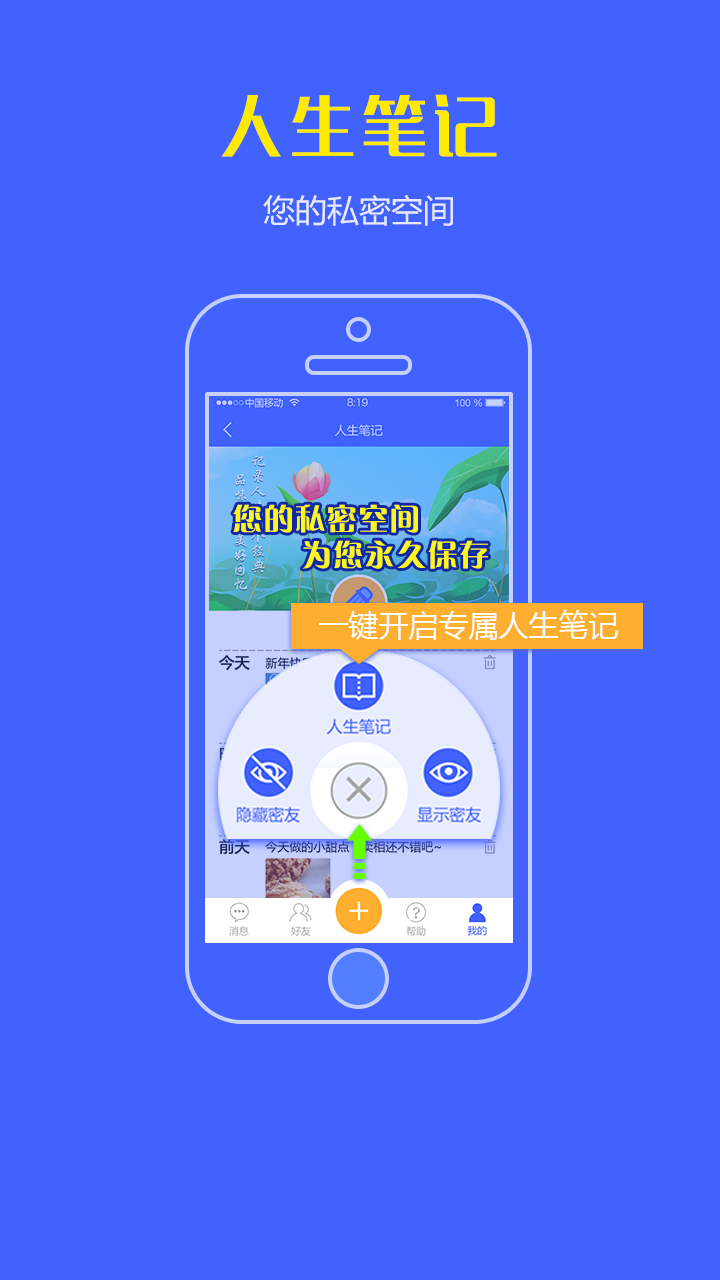 人生笔记
您的私密空间
中国移动
8:19
100 %
人生笔记
您的私密空间
为您永久保存
一键开启专属人生笔记
今天
新年快
人生笔记
隐藏密友
显示密友
前天
今天做的小甜点
卖相还不错吧~
消息
好友
帮助
我的